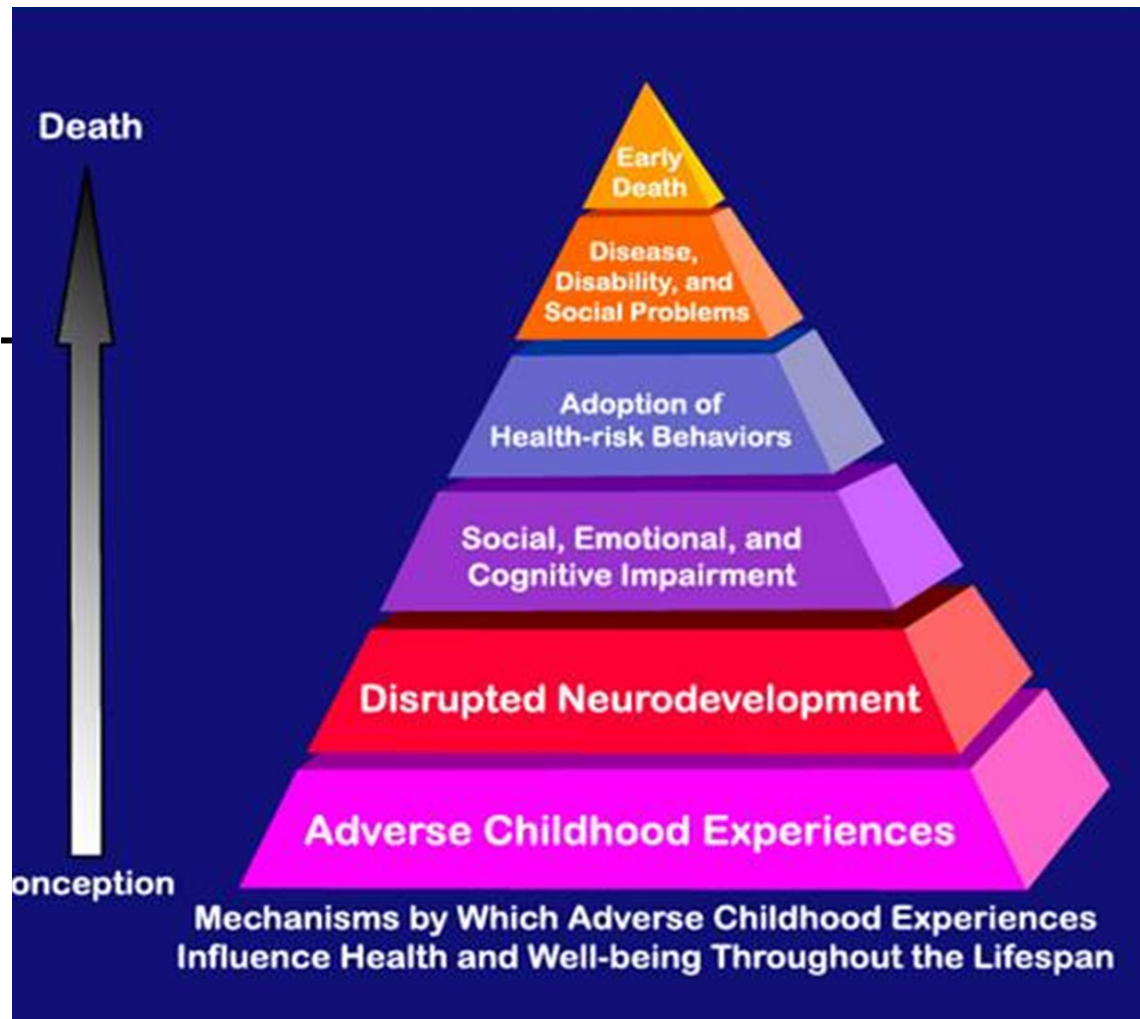 Death
Early
Death
Disease,
Disability, and
Social Problems
Adoption of
Health-risk Behaviors
Social, Emotional, and
Cognitive Impairment
Disrupted Neurodevelopment
Adverse Childhood Experiences
onception
Mechanisms by Which Adverse Childhood Experiences
Influence Health and Well-being Throughout the Lifespan